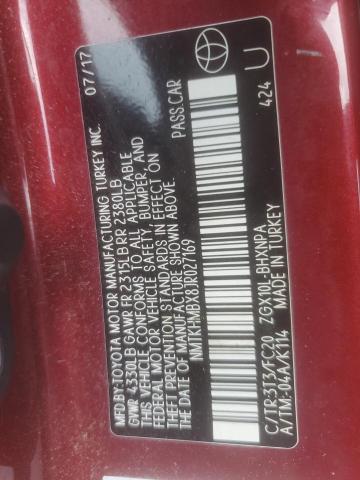 MFD.BY:TOYOTA MOTOR MANUFACTURING TURKEY INC. 07/17
GVWR 4330LB GAWR FR 2315LB RR 2380LB
THIS VEHICLE CONFORMS TO ALL APPLICABLE
FEDERAL MOTOR VEHICLE SAFETY, BUMPER, AND
THEFT PREVENTION STANDARDS IN EFFECT ON
THE DATE OF MANUFACTURE SHOWN ABOVE.
PASS.CAR
C/TR:3T3/FC20 ZGX10L-BHXNPA 424 U
A/TM:-04A/K114 MADE IN TURKEY